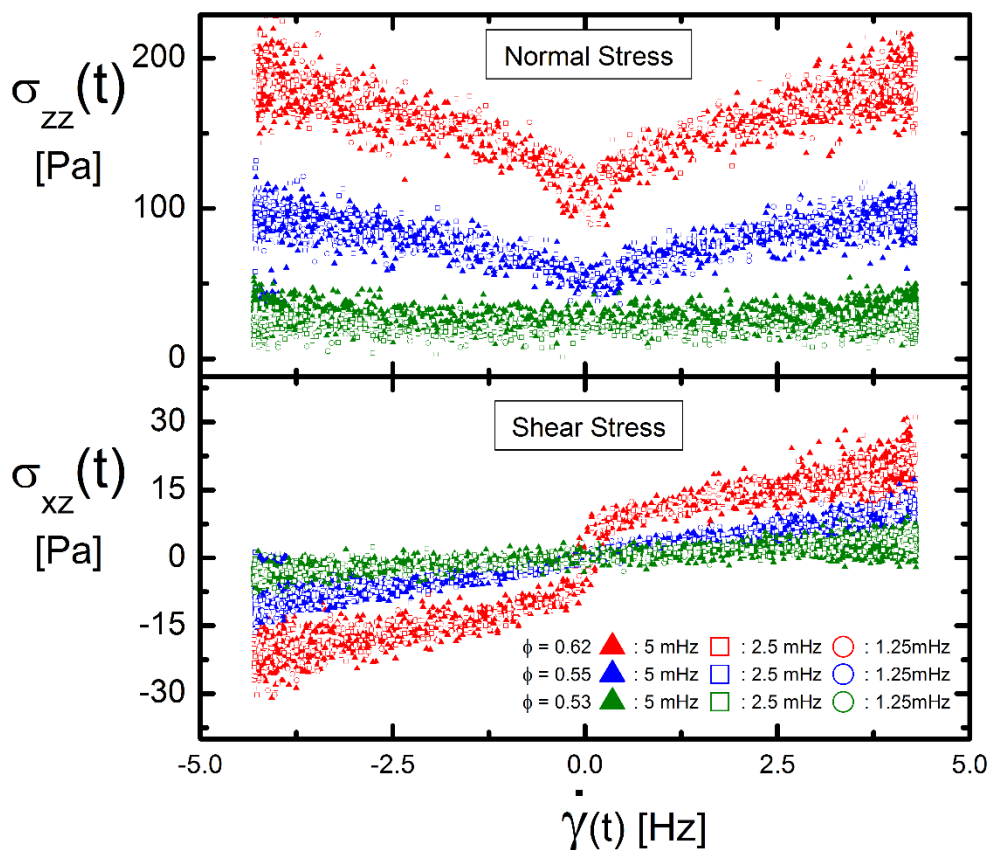 Normal Stress
σzz(t)
[Pa]
200
100
0
Shear Stress
σxz(t)
[Pa]
30
15
0
-15
-30
ϕ = 0.62 ▲ : 5 mHz □ : 2.5 mHz ○ : 1.25mHz
ϕ = 0.55 ▲ : 5 mHz □ : 2.5 mHz ○ : 1.25mHz
ϕ = 0.53 ▲ : 5 mHz □ : 2.5 mHz ○ : 1.25mHz
-5.0 -2.5 0.0 2.5 5.0
γ̇(t) [Hz]